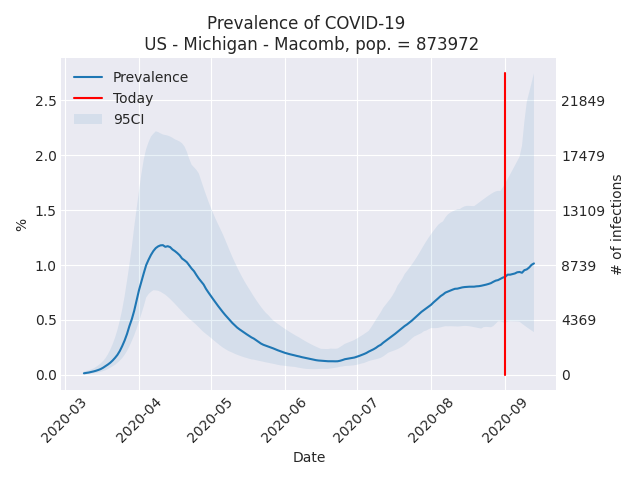 Prevalence of COVID-19
US - Michigan - Macomb, pop. = 873972
Prevalence
Today
95CI
2.5
2.0
1.5
1.0
0.5
0.0
%
21849
17479
13109
8739
4369
0
# of infections
2020-03
2020-04
2020-05
2020-06
2020-07
2020-08
2020-09
Date